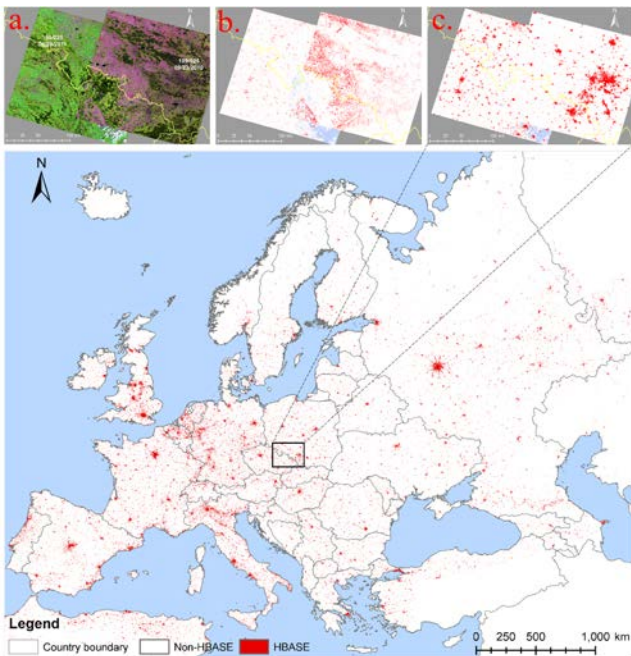 a.
b.
c.
N
Legend
Country boundary
Non-HBASE
HBASE
0 250 500 1,000 km